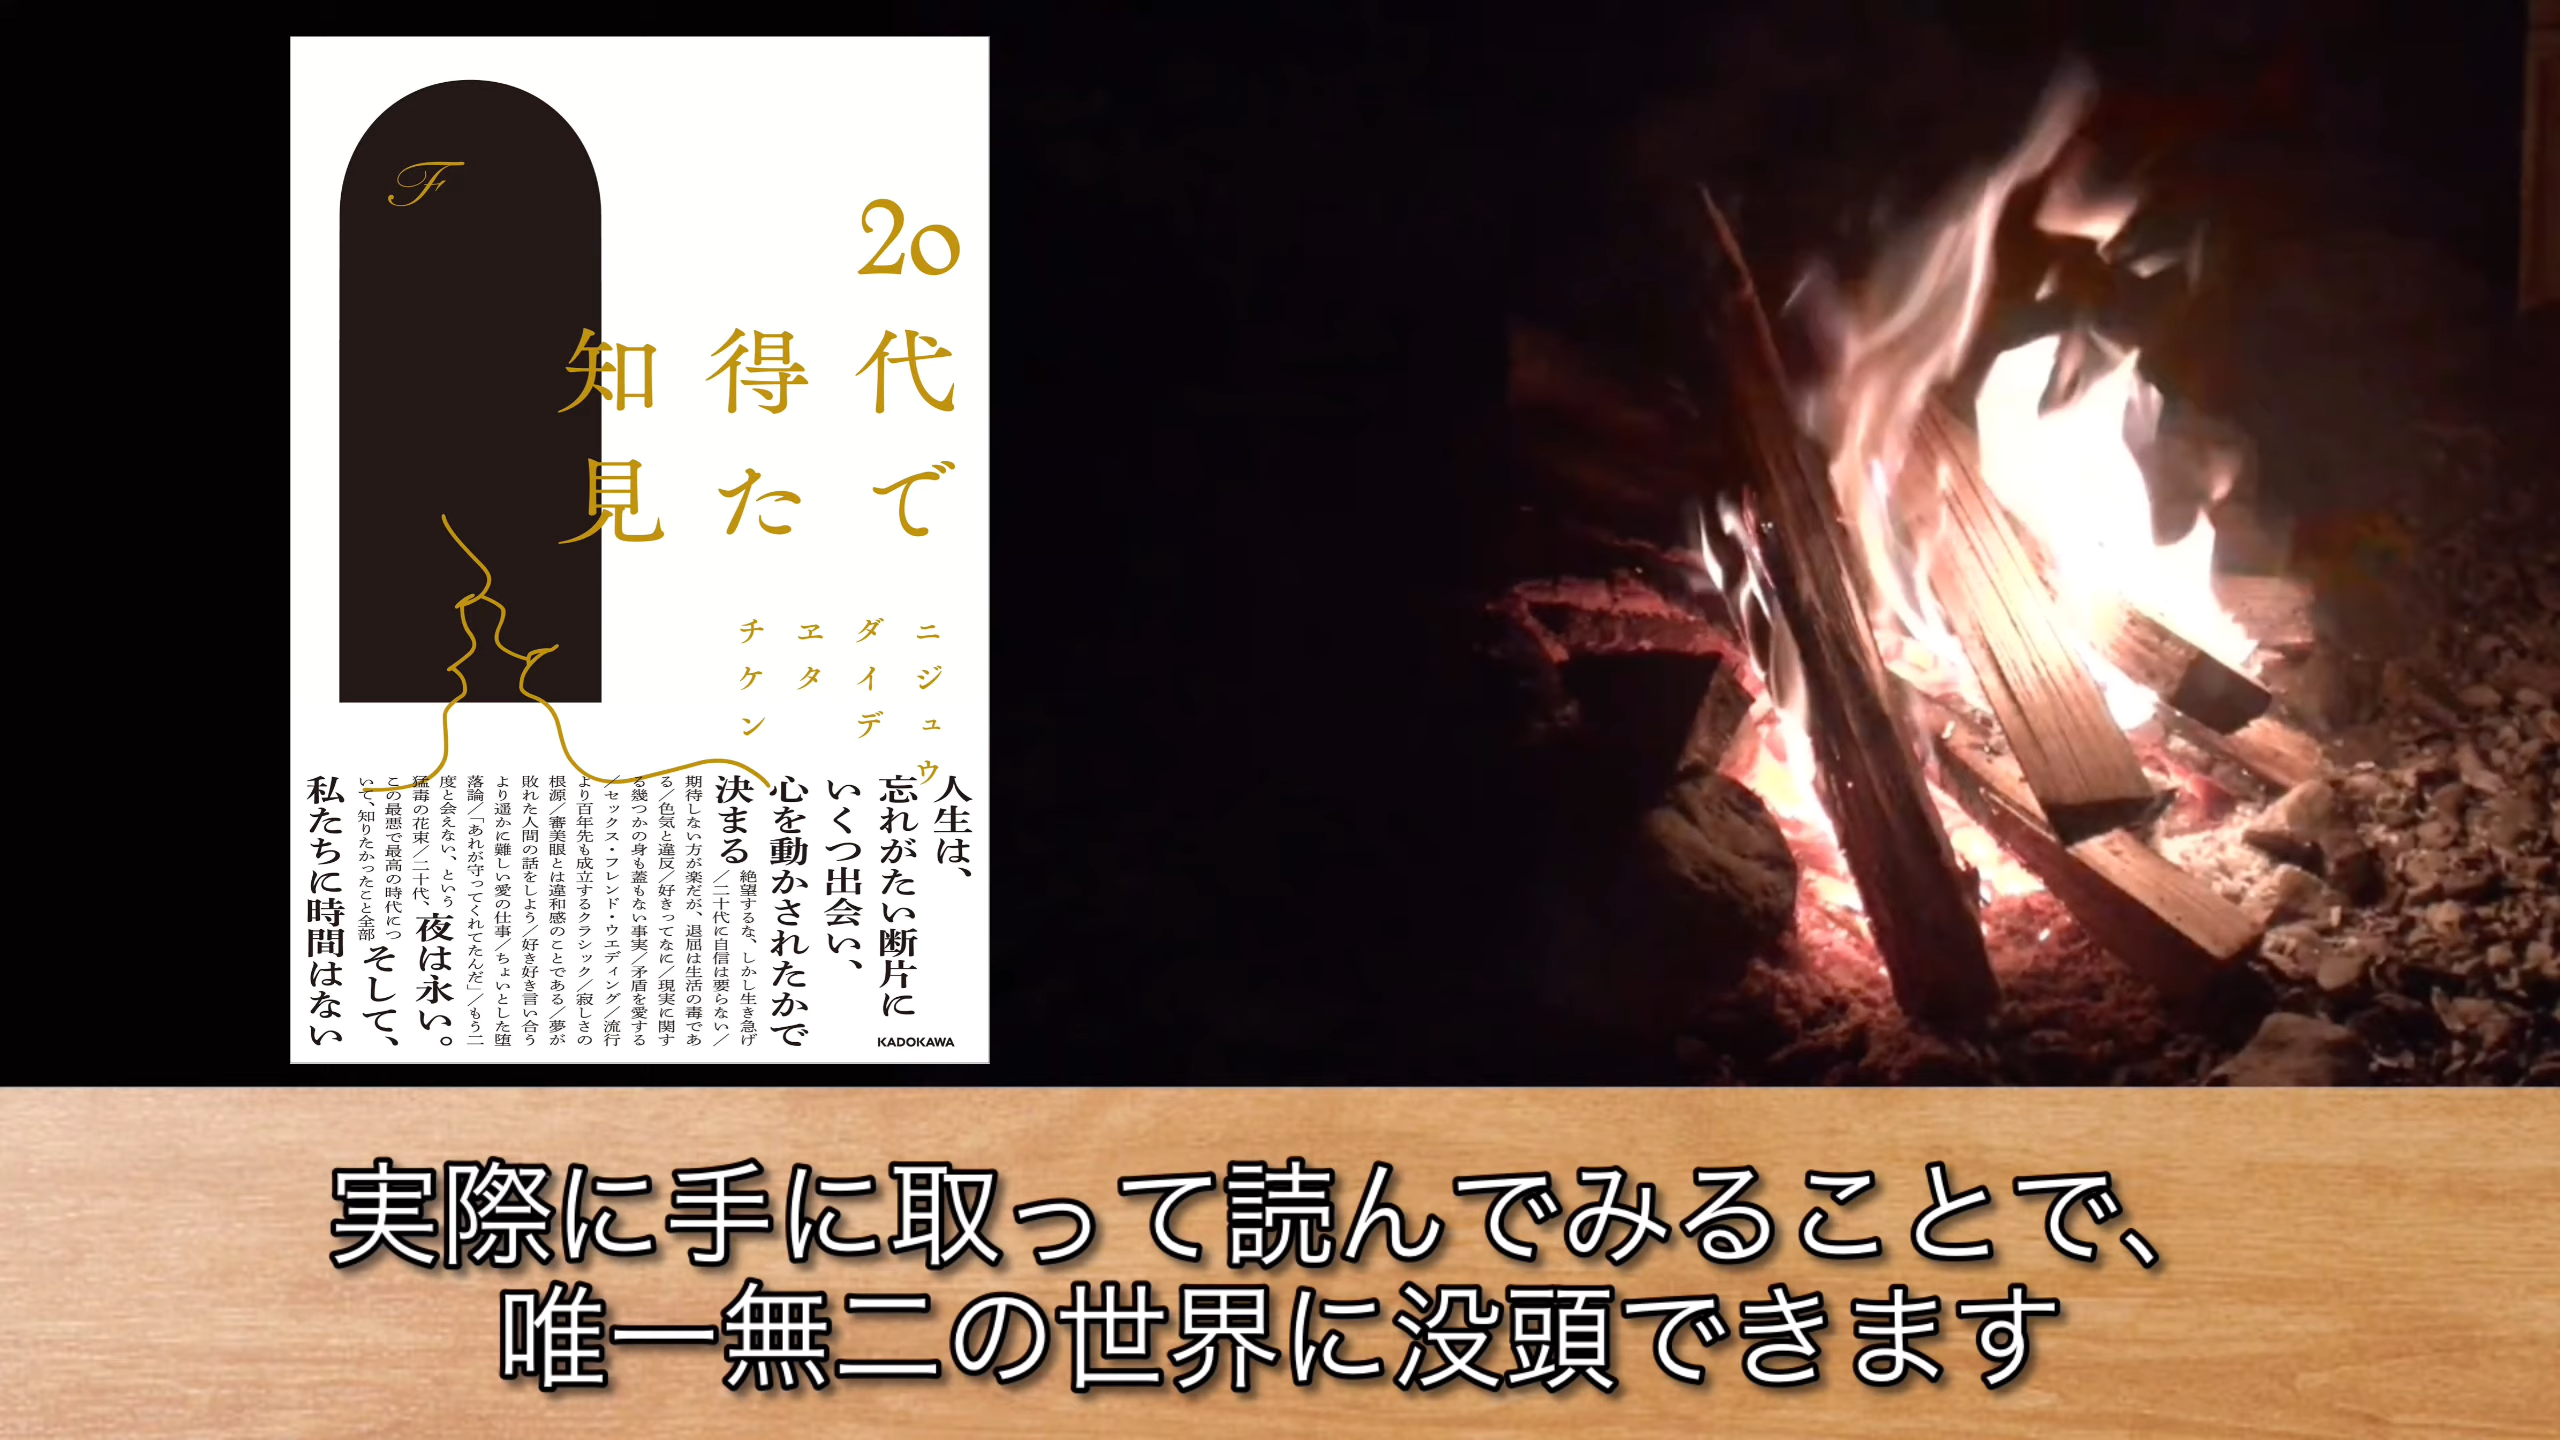 F
20代で
得た
知見
ニジュウ
ダイデ
ヱタ
チケン
人生は、
忘れがたい断片に
いくつ出会い、
心を動かされたかで
決まる
絶望するな、しかし生き急げ
／二十代に自信は要らない／
期待しない方が楽だが、退屈は生活の毒であ
る／色気と違反／好きってなに／現実に関す
る幾つかの身も蓋もない事実／矛盾を愛する
／セックス・フレンド・ウエディング／流行
より百年先も成立するクラシック／寂しさの
根源／審美眼とは違和感のことである／夢が
敗れた人間の話をしよう／好き好き言い合う
より遥かに難しい愛の仕事／ちょいとした堕
落論／「あれが守ってくれてたんだ」／もう二
度と会えない、という
猛毒の花束／二十代、
夜は永い。
この最悪で最高の時代につ
いて、知りたかったこと全部
そして、
私たちに時間はない
KADOKAWA
実際に手に取って読んでみることで、
唯一無二の世界に没頭できます